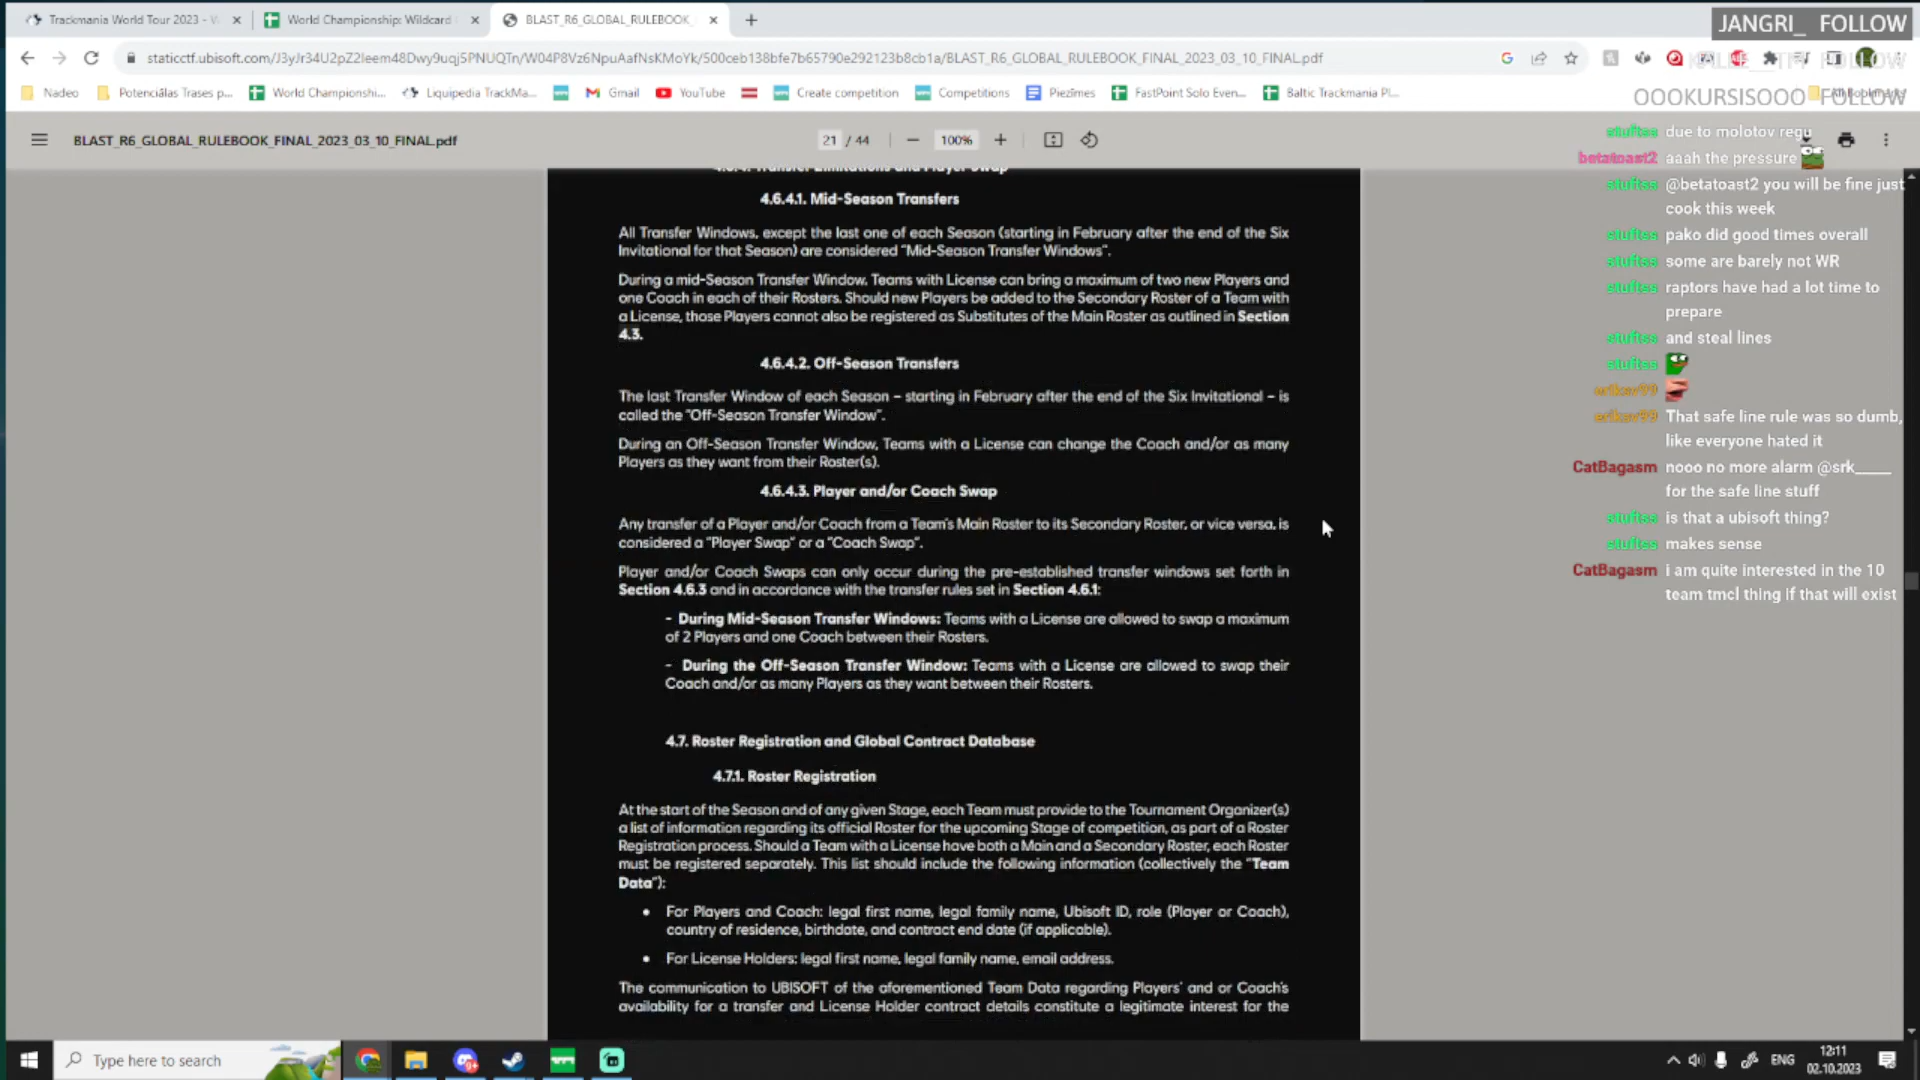 Trackmania World Tour 2023 - W
World Championship: Wildcard
BLAST_R6_GLOBAL_RULEBOOK_
JANGRI_ FOLLOW
staticctf.ubisoft.com/J3yJr34U2pZ2Ieem48Dwy9uqj5PNUQTn/W04P8Vz6NpuAafNsKMoYk/500ceb138bfe7b65790e292123b8cb1a/BLAST_R6_GLOBAL_RULEBOOK_FINAL_2023_03_10_FINAL.pdf
Nadeo
Potenciālas Trases p...
World Championshi...
Liquipedia TrackMa...
Gmail
YouTube
Create competition
Competitions
Piezīmes
FastPoint Solo Even...
Baltic Trackmania Pl...
OOOKURSISOOO FOLLOW
BLAST_R6_GLOBAL_RULEBOOK_FINAL_2023_03_10_FINAL.pdf
21 / 44
100%
4.6.4. Transfer Limitations and Player Swap
4.6.4.1. Mid-Season Transfers
All Transfer Windows, except the last one of each Season (starting in February after the end of the Six
Invitational for that Season) are considered "Mid-Season Transfer Windows".
During a mid-Season Transfer Window, Teams with License can bring a maximum of two new Players and
one Coach in each of their Rosters. Should new Players be added to the Secondary Roster of a Team with
a License, those Players cannot also be registered as Substitutes of the Main Roster as outlined in Section
4.3.
4.6.4.2. Off-Season Transfers
The last Transfer Window of each Season – starting in February after the end of the Six Invitational – is
called the "Off-Season Transfer Window".
During an Off-Season Transfer Window, Teams with a License can change the Coach and/or as many
Players as they want from their Roster(s).
4.6.4.3. Player and/or Coach Swap
Any transfer of a Player and/or Coach from a Team's Main Roster to its Secondary Roster, or vice versa, is
considered a "Player Swap" or a "Coach Swap".
Player and/or Coach Swaps can only occur during the pre-established transfer windows set forth in
Section 4.6.3 and in accordance with the transfer rules set in Section 4.6.1:
- During Mid-Season Transfer Windows: Teams with a License are allowed to swap a maximum
of 2 Players and one Coach between their Rosters.
- During the Off-Season Transfer Window: Teams with a License are allowed to swap their
Coach and/or as many Players as they want between their Rosters.
4.7. Roster Registration and Global Contract Database
4.7.1. Roster Registration
At the start of the Season and of any given Stage, each Team must provide to the Tournament Organizer(s)
a list of information regarding its official Roster for the upcoming Stage of competition, as part of a Roster
Registration process. Should a Team with a License have both a Main and a Secondary Roster, each Roster
must be registered separately. This list should include the following information (collectively the "Team
Data"):
• For Players and Coach: legal first name, legal family name, Ubisoft ID, role (Player or Coach),
country of residence, birthdate, and contract end date (if applicable).
• For License Holders: legal first name, legal family name, email address.
The communication to UBISOFT of the aforementioned Team Data regarding Players' and or Coach's
availability for a transfer and License Holder contract details constitute a legitimate interest for the
stuftss due to molotov regu
betatoast2 aaah the pressure
stuftss @betatoast2 you will be fine just
cook this week
stuftss pako did good times overall
stuftss some are barely not WR
stuftss raptors have had a lot time to
prepare
stuftss and steal lines
stuftss
eriksv99
eriksv99 That safe line rule was so dumb,
like everyone hated it
CatBagasm nooo no more alarm @srk____
for the safe line stuff
stuftss is that a ubisoft thing?
stuftss makes sense
CatBagasm i am quite interested in the 10
team tmcl thing if that will exist
Type here to search
ENG
12:11
02.10.2023